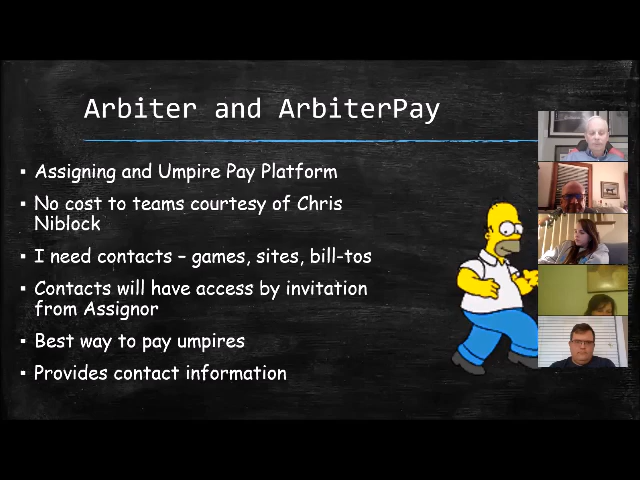 Arbiter and ArbiterPay
▪ Assigning and Umpire Pay Platform
▪ No cost to teams courtesy of Chris
Niblock
▪ I need contacts – games, sites, bill-tos
▪ Contacts will have access by invitation
from Assignor
▪ Best way to pay umpires
▪ Provides contact information